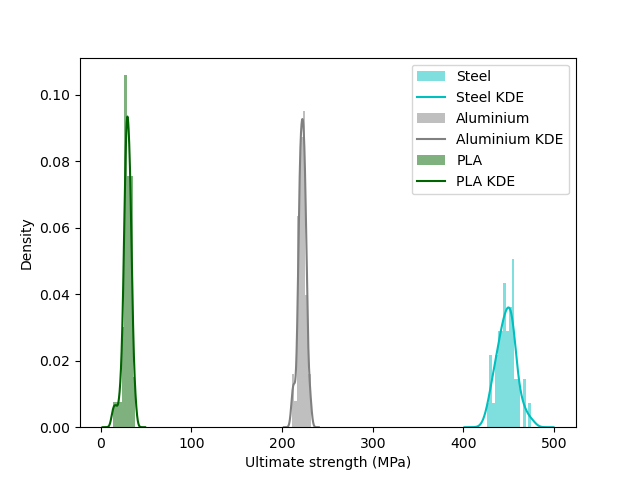 Steel
Steel KDE
Aluminium
Aluminium KDE
PLA
PLA KDE
0.10
0.08
0.06
0.04
0.02
0.00
Density
0 100 200 300 400 500
Ultimate strength (MPa)